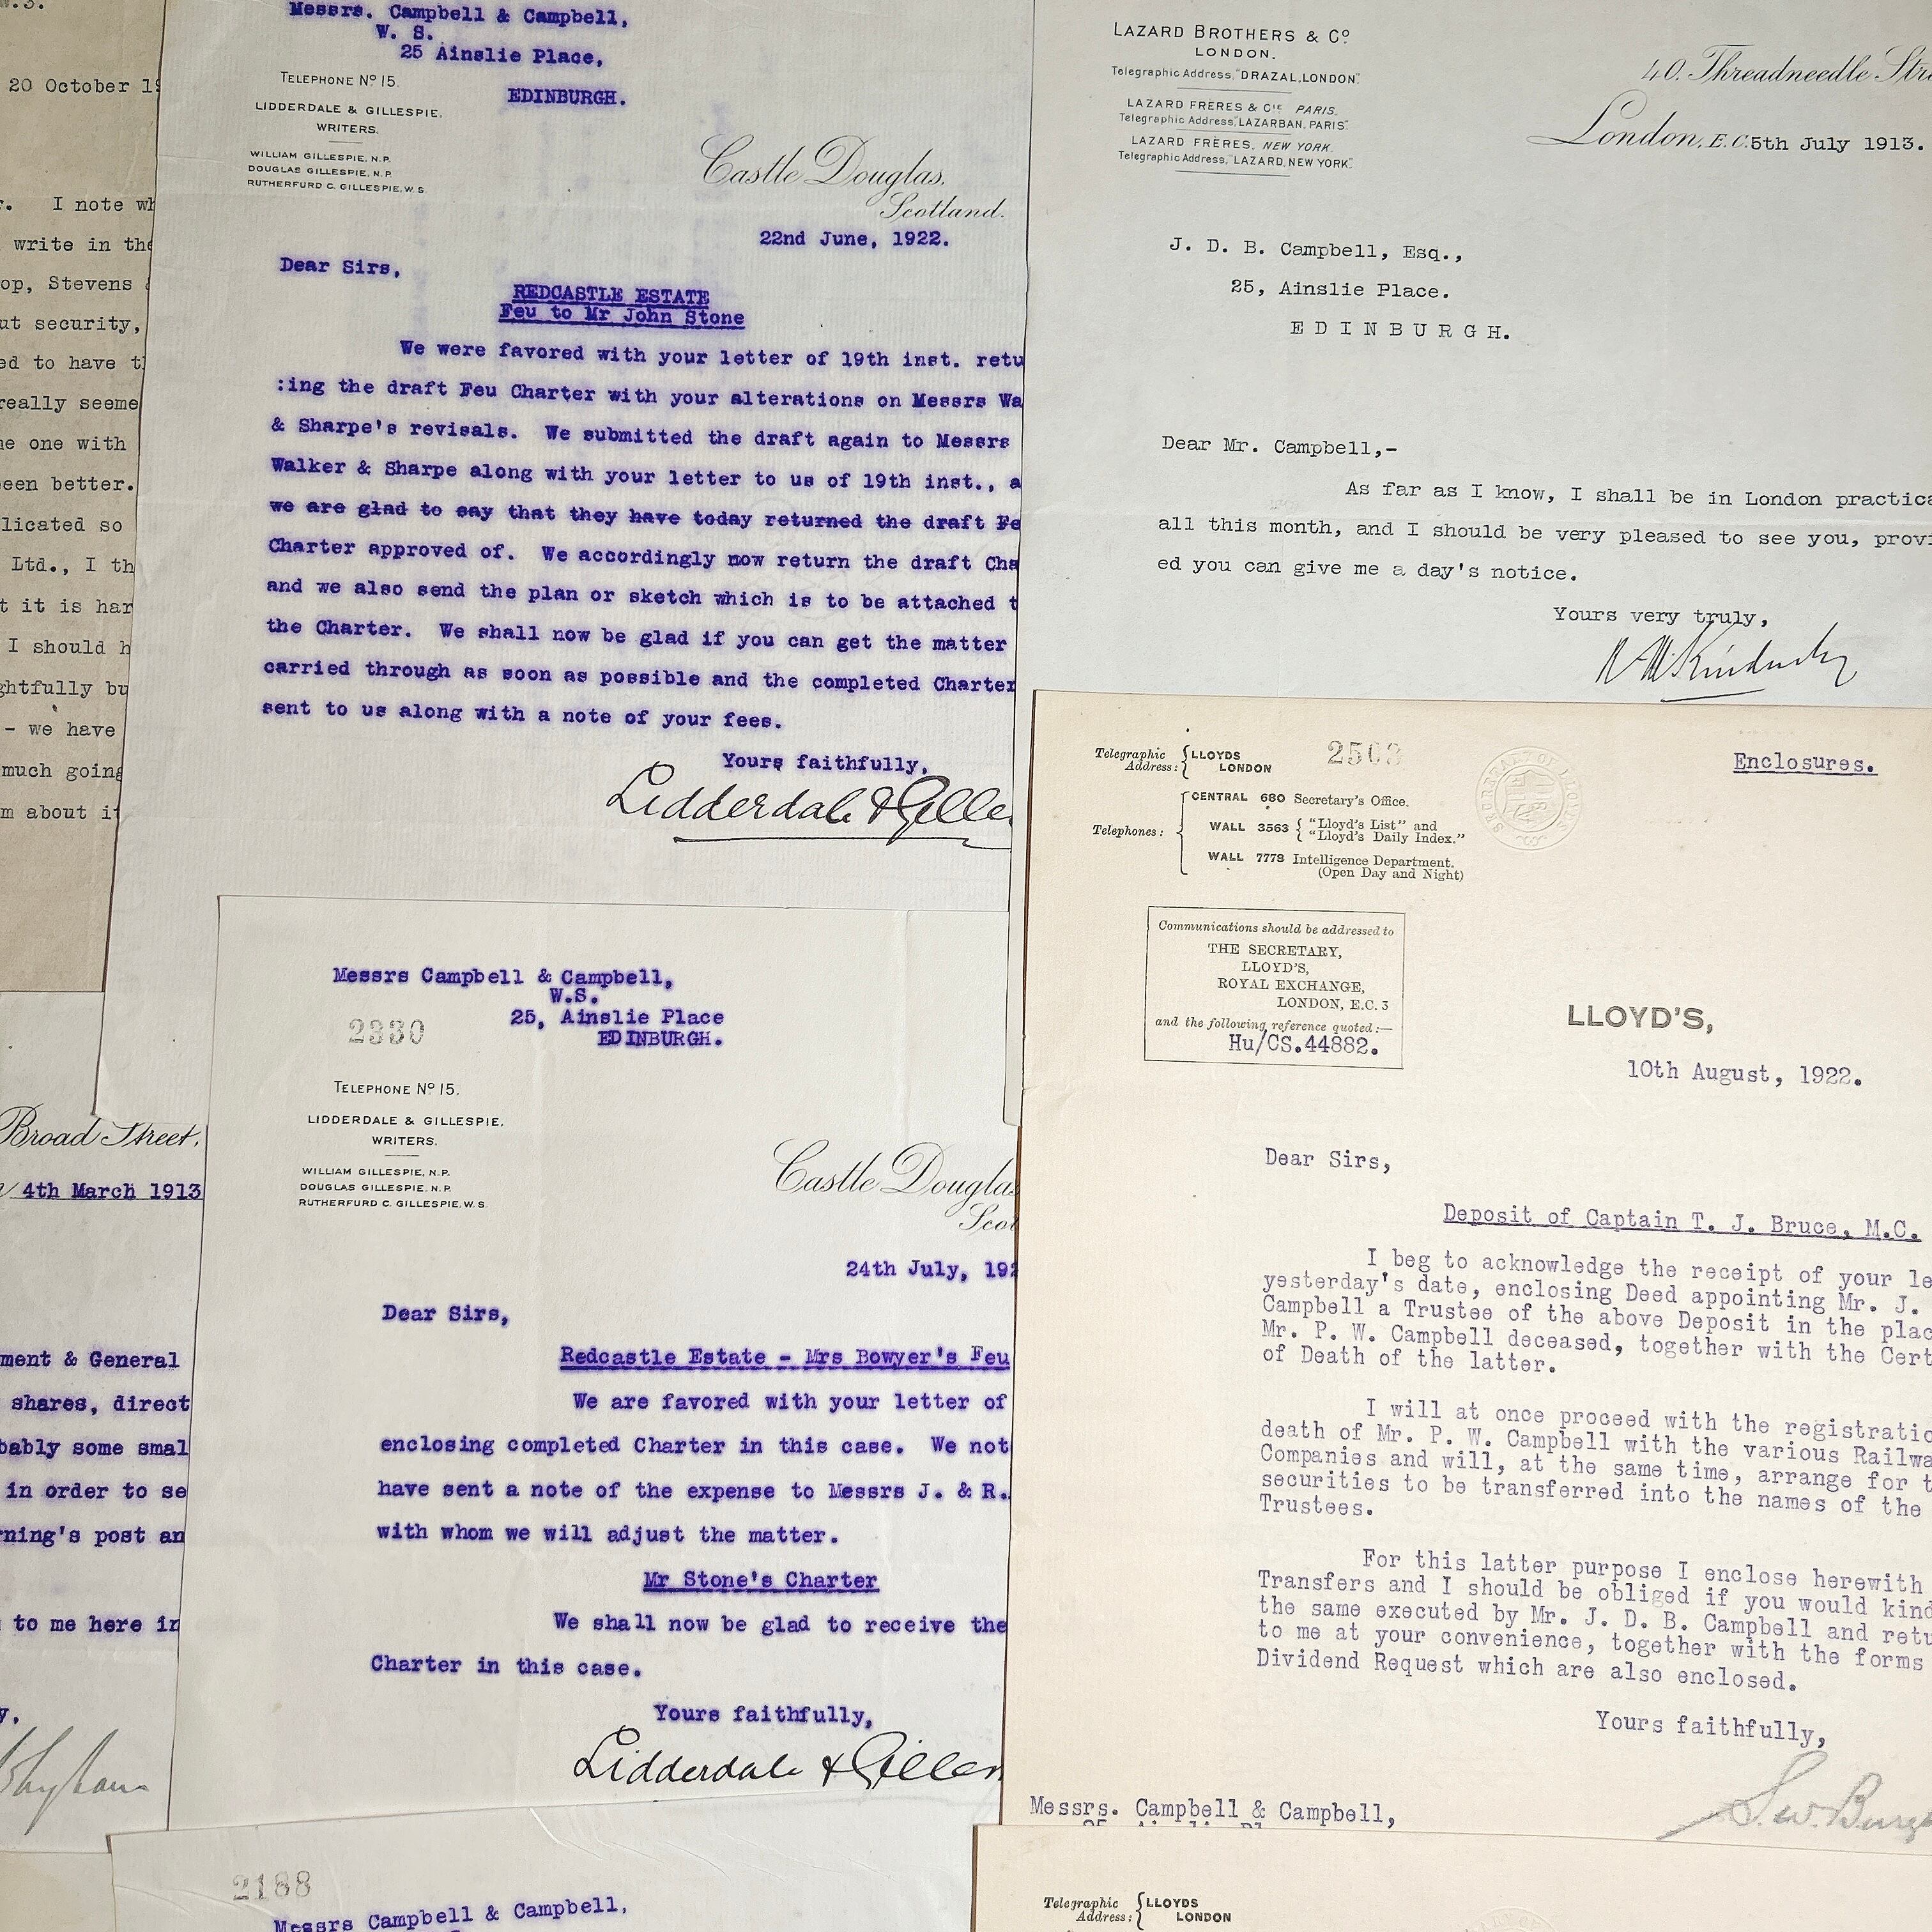 20 October
I note
write in the
Stevens
security,
to have
really
one with
been better.
so
Ltd., I
it is
I should
- we have
much going
about it
Messrs. Campbell & Campbell,
W. S.
25 Ainslie Place,
EDINBURGH.
TELEPHONE Nº 15.
LIDDERDALE & GILLESPIE,
WRITERS.
WILLIAM GILLESPIE, N.P.
DOUGLAS GILLESPIE, N.P.
RUTHERFURD C. GILLESPIE, W.S.
Castle Douglas,
Scotland.
22nd June, 1922.
Dear Sirs,
REDCASTLE ESTATE
Feu to Mr John Stone
We were favored with your letter of 19th inst. retu
:ing the draft Feu Charter with your alterations on Messrs Wa
& Sharpe's revisals. We submitted the draft again to Messrs
Walker & Sharpe along with your letter to us of 19th inst., a
we are glad to say that they have today returned the draft Fe
Charter approved of. We accordingly now return the draft Cha
and we also send the plan or sketch which is to be attached t
the Charter. We shall now be glad if you can get the matter
carried through as soon as possible and the completed Charter
sent to us along with a note of your fees.
Yours faithfully,
Lidderdale & Gille
LAZARD BROTHERS & Cº
LONDON.
Telegraphic Address, "DRAZAL, LONDON".
LAZARD FRERES & CIE PARIS.
Telegraphic Address, "LAZARBAN, PARIS".
LAZARD FRÈRES, NEW YORK.
Telegraphic Address, "LAZARD, NEW YORK".
40, Threadneedle Stre
London, E.C. 5th July 1913.
J. D. B. Campbell, Esq.,
25, Ainslie Place.
EDINBURGH.
Dear Mr. Campbell,-
As far as I know, I shall be in London practica
all this month, and I should be very pleased to see you, provi
ed you can give me a day's notice.
Yours very truly,
Broad Street,
4th March 1913
& General
shares, direct
some smal
in order to se
post an
to me here in
Messrs Campbell & Campbell,
W.S.
25, Ainslie Place
EDINBURGH.
2330
TELEPHONE Nº 15.
LIDDERDALE & GILLESPIE,
WRITERS.
WILLIAM GILLESPIE, N.P.
DOUGLAS GILLESPIE, N.P.
RUTHERFURD C. GILLESPIE, W.S.
Castle Douglas
Scot
24th July, 192
Dear Sirs,
Redcastle Estate - Mrs Bowyer's Feu
We are favored with your letter of
enclosing completed Charter in this case. We not
have sent a note of the expense to Messrs J. & R.
with whom we will adjust the matter.
Mr Stone's Charter
We shall now be glad to receive the
Charter in this case.
Yours faithfully,
Lidderdale & Gilles
Telegraphic Address: LLOYDS LONDON
2503
Enclosures.
Telephones:
CENTRAL 680 Secretary's Office.
WALL 3563 "Lloyd's List" and
"Lloyd's Daily Index."
WALL 7778 Intelligence Department.
(Open Day and Night)
Communications should be addressed to
THE SECRETARY,
LLOYD'S,
ROYAL EXCHANGE,
LONDON, E.C. 3
and the following reference quoted:—
Hu/CS.44882.
LLOYD'S,
10th August, 1922.
Dear Sirs,
Deposit of Captain T. J. Bruce, M.C.
I beg to acknowledge the receipt of your le
yesterday's date, enclosing Deed appointing Mr. J.
Campbell a Trustee of the above Deposit in the plac
Mr. P. W. Campbell deceased, together with the Cert
of Death of the latter.
I will at once proceed with the registratio
death of Mr. P. W. Campbell with the various Railwa
Companies and will, at the same time, arrange for t
securities to be transferred into the names of the
Trustees.
For this latter purpose I enclose herewith
Transfers and I should be obliged if you would kind
the same executed by Mr. J. D. B. Campbell and retu
to me at your convenience, together with the forms
Dividend Request which are also enclosed.
Yours faithfully,
Messrs. Campbell & Campbell,
2188
Messrs Campbell & Campbell,
Telegraphic Address: LLOYDS LONDON